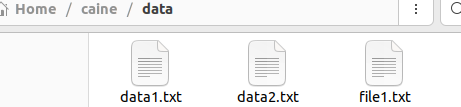 Home / caine / data
data1.txt data2.txt file1.txt